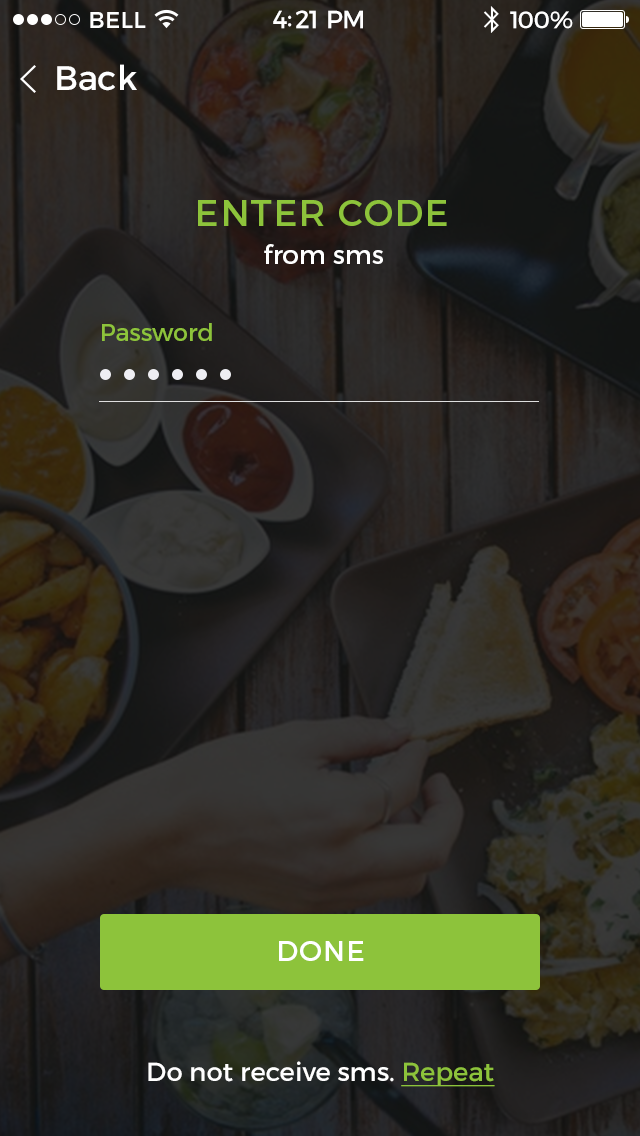 BELL 4:21 PM 100%
Back
ENTER CODE
from sms
Password
DONE
Do not receive sms. Repeat